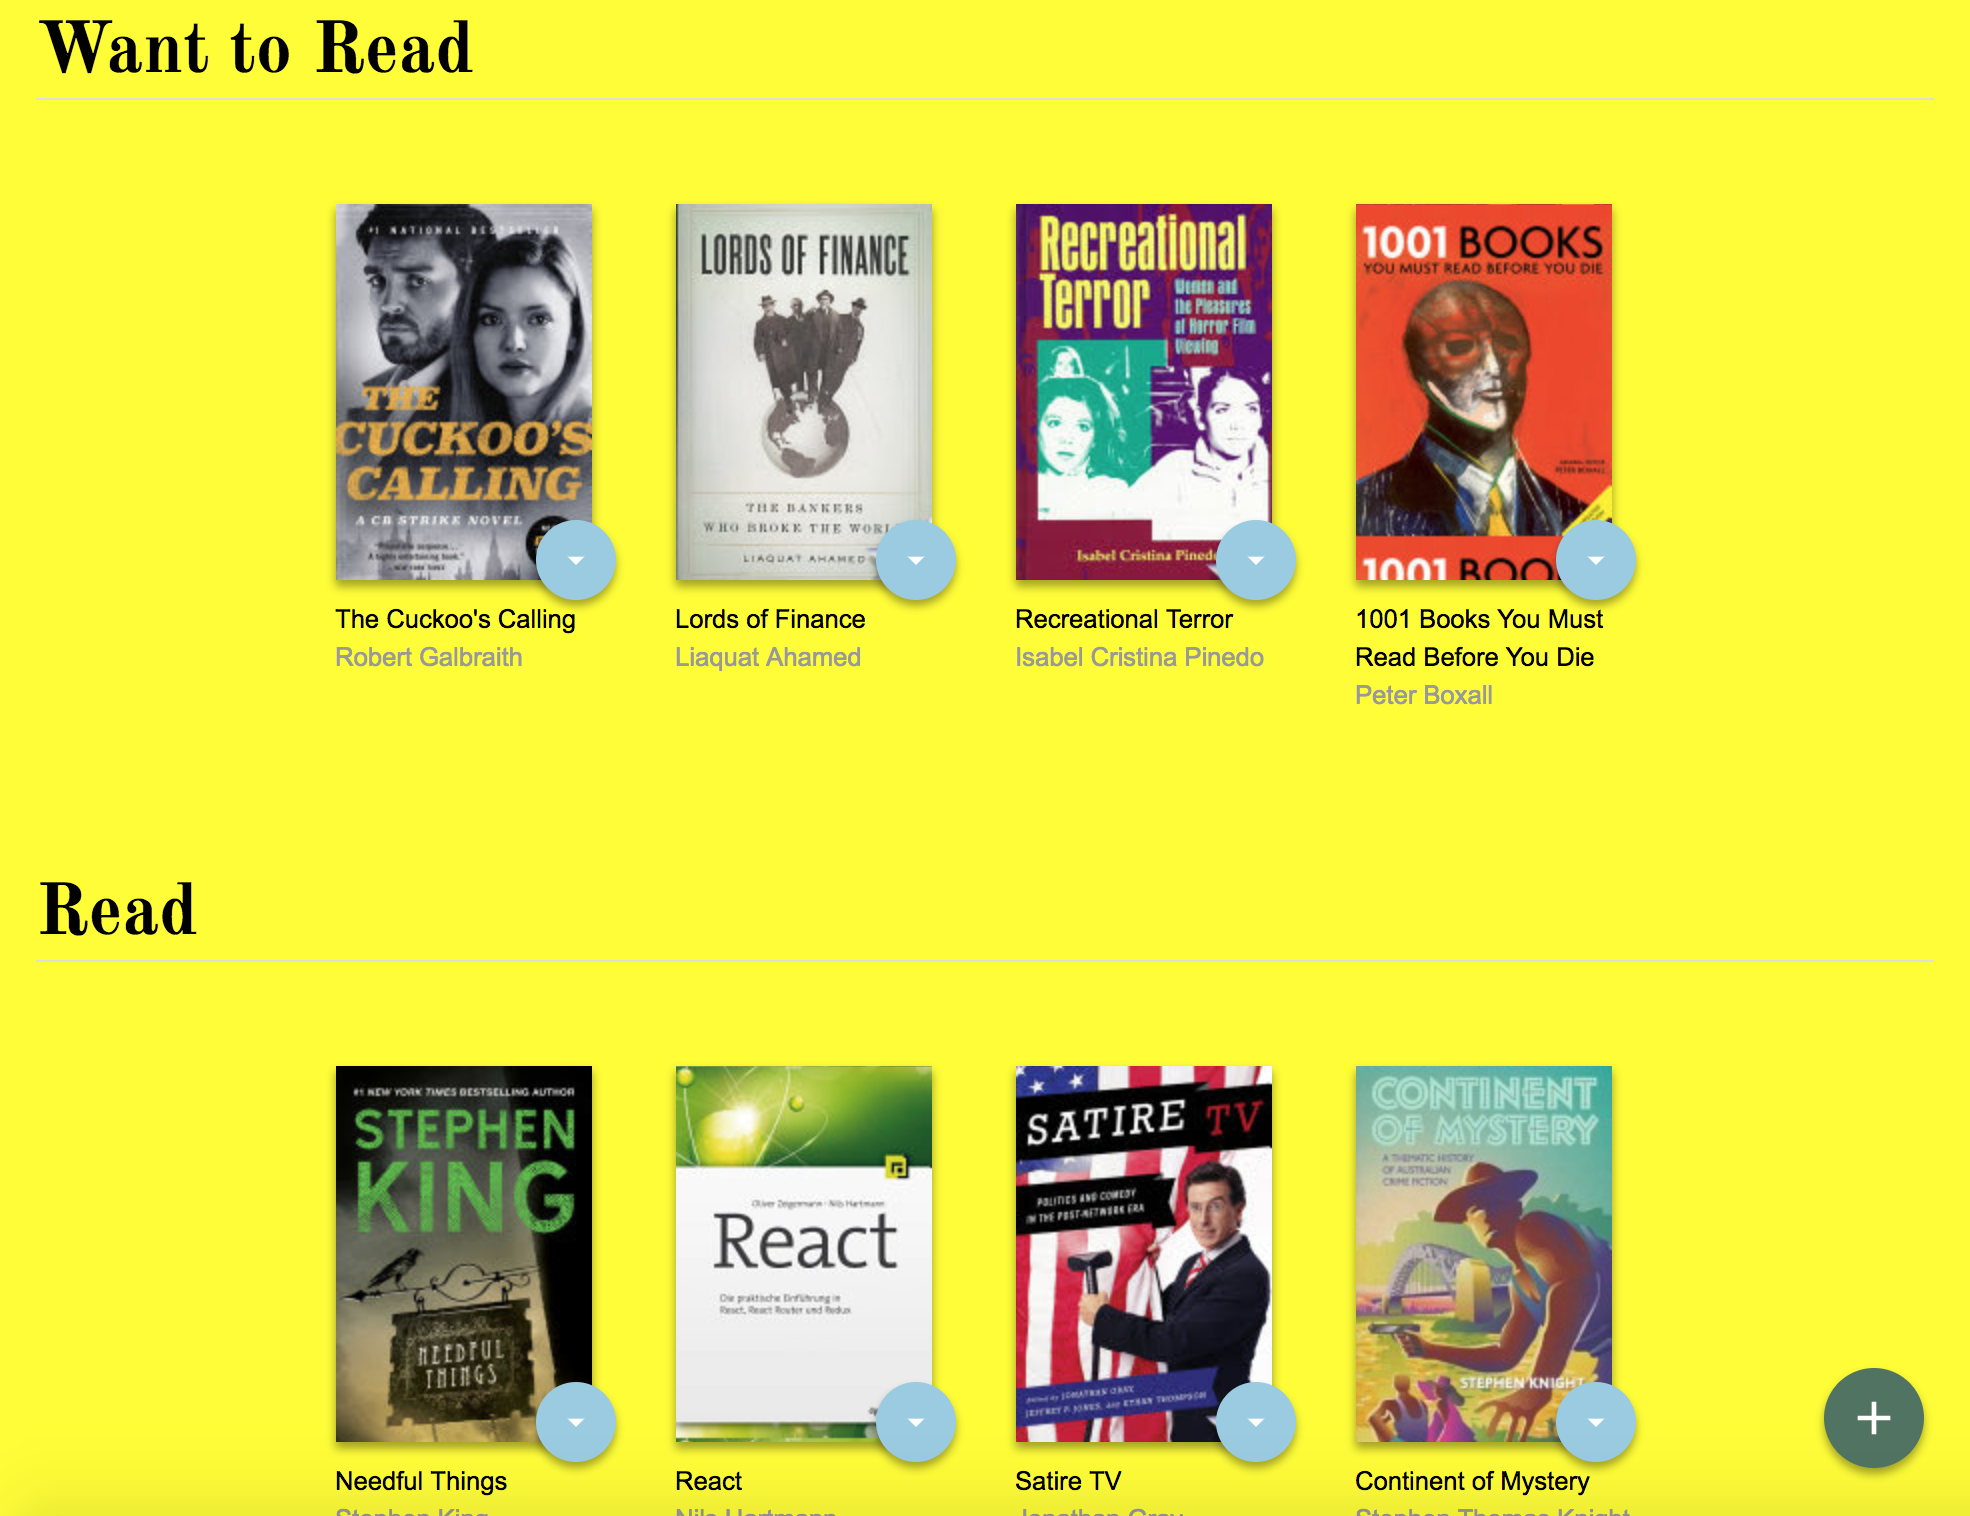 Want to Read
#1 NATIONAL BESTSELLER
THE
CUCKOO'S
CALLING
A CB STRIKE NOVEL
LORDS OF FINANCE
THE BANKERS
WHO BROKE THE WORL
LIAQUAT AHAMED
Recreational
Terror
Women and
the Pleasures
of Horror Film
Viewing
Isabel Cristina Pinedo
1001 BOOKS
YOU MUST READ BEFORE YOU DIE
PETER BOXALL
1001 BOO
The Cuckoo's Calling
Robert Galbraith
Lords of Finance
Liaquat Ahamed
Recreational Terror
Isabel Cristina Pinedo
1001 Books You Must
Read Before You Die
Peter Boxall
Read
#1 NEW YORK TIMES BESTSELLING AUTHOR
STEPHEN
KING
NEEDFUL
THINGS
Oliver Zeigermann · Nils Hartmann
React
Die praktische Einführung in
React, React Router und Redux
SATIRE TV
POLITICS AND COMEDY
IN THE POST-NETWORK ERA
Edited by JONATHAN GRAY,
JEFFREY P. JONES, AND ETHAN THOMPSON
CONTINENT
OF MYSTERY
A THEMATIC HISTORY
OF AUSTRALIAN
CRIME FICTION
STEPHEN KNIGHT
Needful Things
Stephen King
React
Nils Hartmann
Satire TV
Jonathan Gray
Continent of Mystery
Stephen Thomas Knight